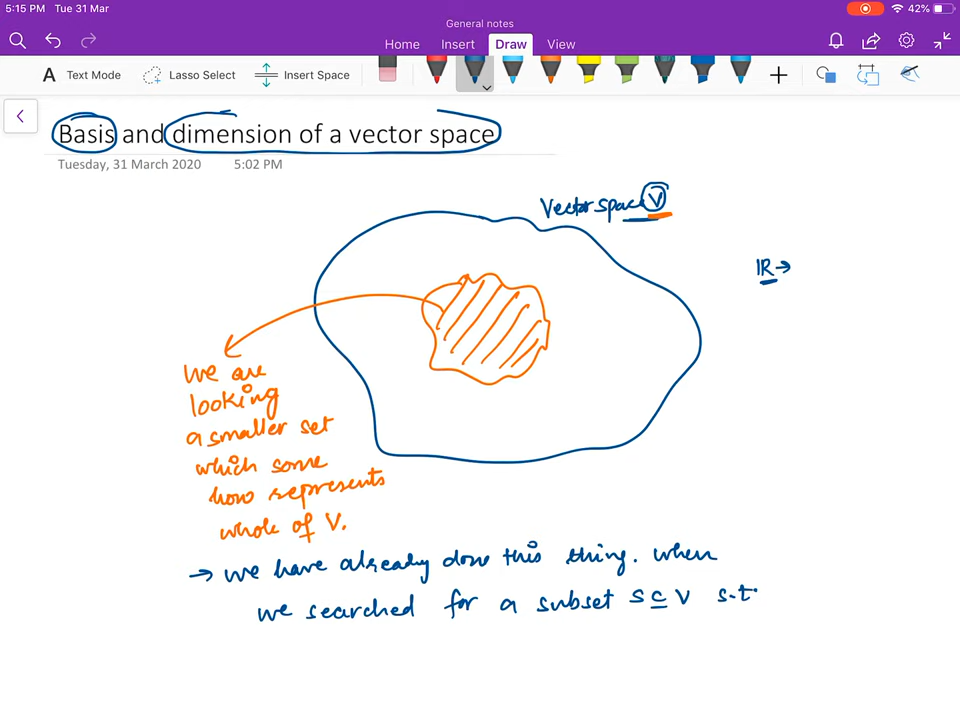 5:15 PM Tue 31 Mar
42%
General notes
Home Insert Draw View
A Text Mode Lasso Select Insert Space
Basis and dimension of a vector space
Tuesday, 31 March 2020 5:02 PM
Vector space V
IR →
We are
looking
a smaller set
which some
how represents
whole of V.
→ we have already done this thing. when
we searched for a subset S ⊆ V s.t.